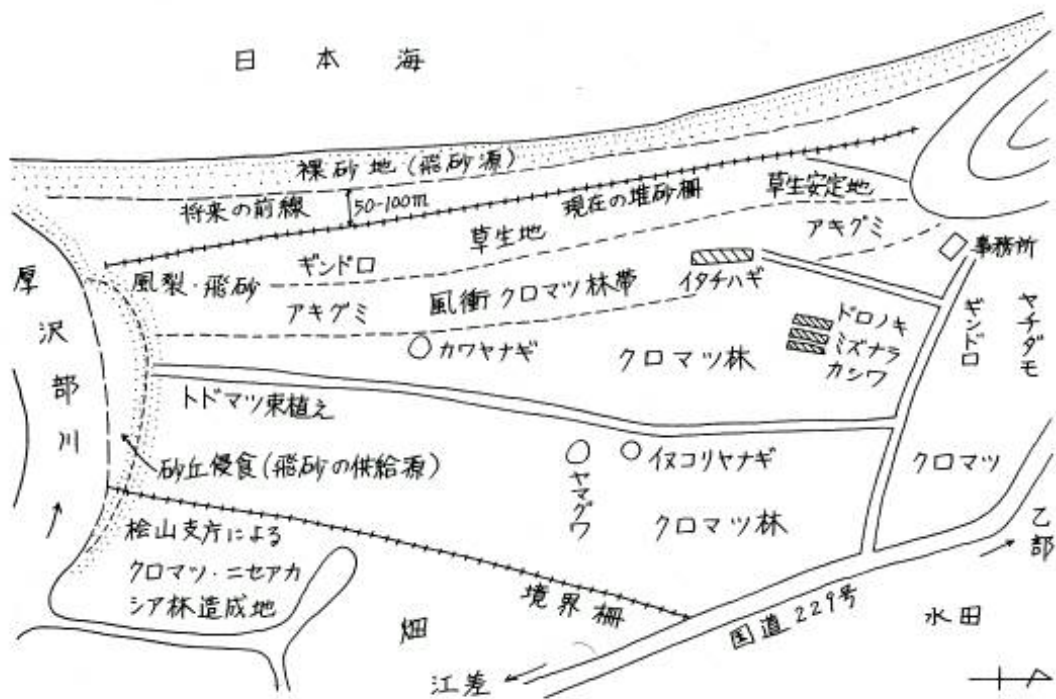 日本海
裸砂地(飛砂源)
将来の前線
50-100m
現在の堆砂柵
草生安定地
草生地
アキグミ
事務所
ギンドロ
風裂・飛砂
イタチハギ
アキグミ
風衝クロマツ林帯
ギンドロ
ヤチダモ
厚沢部川
カワヤナギ
クロマツ林
ドロノキ
ミズナラ
カシワ
トドマツ束植え
砂丘侵食(飛砂の供給源)
ヤマグワ
イヌコリヤナギ
クロマツ
クロマツ林
桧山支庁による
クロマツ・ニセアカ
シア林造成地
境界柵
乙部
国道229号
水田
畑
江差